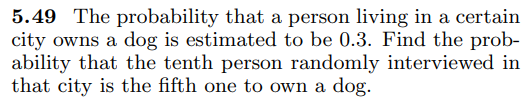 5.49 The probability that a person living in a certain
city owns a dog is estimated to be 0.3. Find the prob-
ability that the tenth person randomly interviewed in
that city is the fifth one to own a dog.